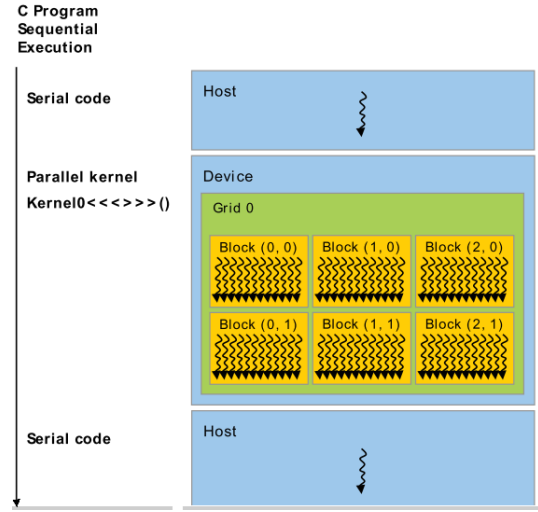 C Program
Sequential
Execution
Serial code
Host
Parallel kernel
Device
Kernel0<<<>>>()
Grid 0
Block (0, 0)
Block (1, 0)
Block (2, 0)
Block (0, 1)
Block (1, 1)
Block (2, 1)
Serial code
Host